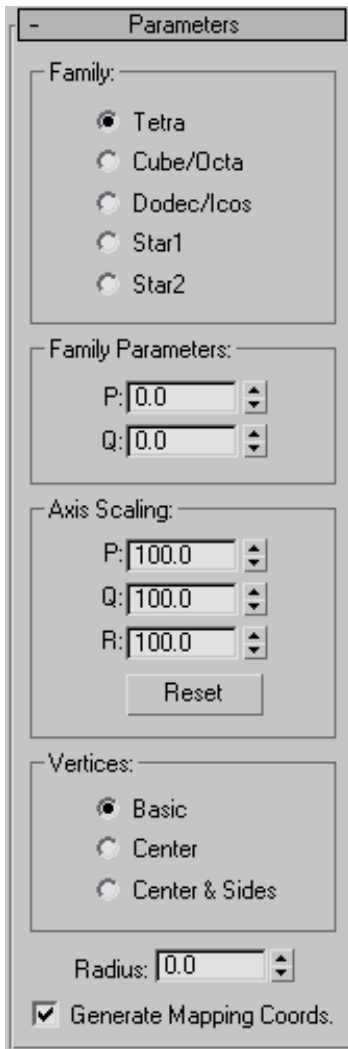 - Parameters
Family:
Tetra
Cube/Octa
Dodec/Icos
Star1
Star2
Family Parameters:
P: 0.0
Q: 0.0
Axis Scaling:
P: 100.0
Q: 100.0
R: 100.0
Reset
Vertices:
Basic
Center
Center & Sides
Radius: 0.0
Generate Mapping Coords.